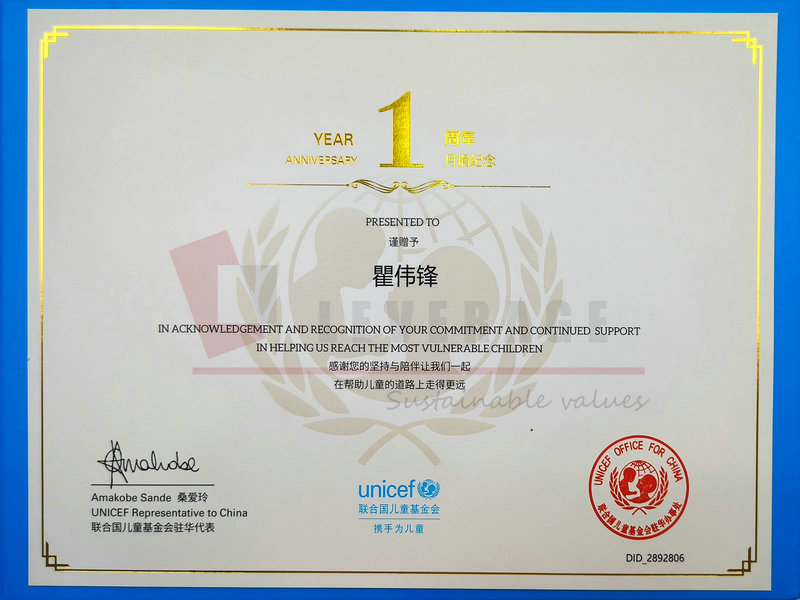 YEAR 1 周年
ANNIVERSARY 月捐纪念
PRESENTED TO
谨赠予
瞿伟锋
LEVERAGE
IN ACKNOWLEDGEMENT AND RECOGNITION OF YOUR COMMITMENT AND CONTINUED SUPPORT
IN HELPING US REACH THE MOST VULNERABLE CHILDREN
感谢您的坚持与陪伴让我们一起
在帮助儿童的道路上走得更远
Sustainable values
Amakobe
Amakobe Sande 桑爱玲
UNICEF Representative to China
联合国儿童基金会驻华代表
unicef
联合国儿童基金会
携手为儿童
UNICEF OFFICE FOR CHINA
联合国儿童基金会驻华办事处
DID_2892806